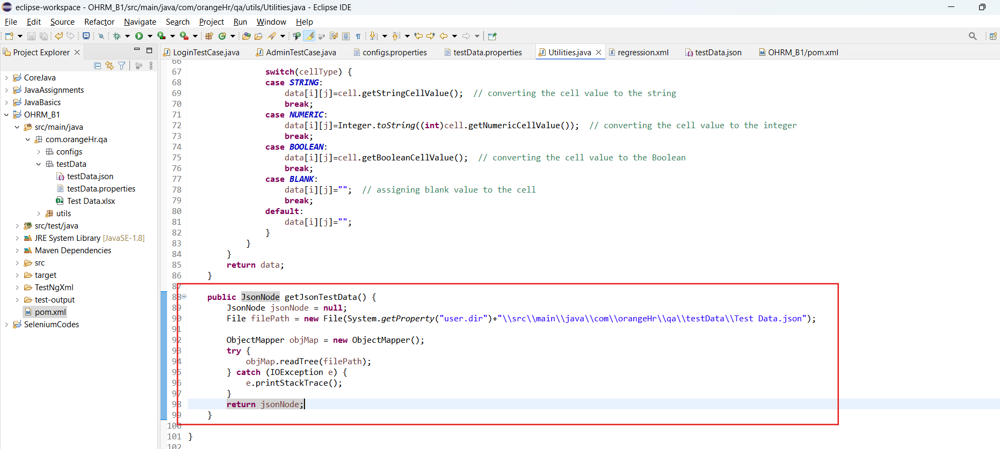 eclipse-workspace - OHRM_B1/src/main/java/com/orangeHr/qa/utils/Utilities.java - Eclipse IDE
File Edit Source Refactor Navigate Search Project Run Window Help
Project Explorer
LoginTestCase.java AdminTestCase.java configs.properties testData.properties Utilities.java regression.xml testData.json OHRM_B1/pom.xml
CoreJava
JavaAssignments
JavaBasics
OHRM_B1
src/main/java
com.orangeHr.qa
configs
testData
testData.json
testData.properties
Test Data.xlsx
utils
src/test/java
JRE System Library [JavaSE-1.8]
Maven Dependencies
src
target
TestNgXml
test-output
pom.xml
SeleniumCodes
66
67 switch(cellType) {
68 case STRING:
69 data[i][j]=cell.getStringCellValue(); // converting the cell value to the string
70 break;
71 case NUMERIC:
72 data[i][j]=Integer.toString((int)cell.getNumericCellValue()); // converting the cell value to the integer
73 break;
74 case BOOLEAN:
75 data[i][j]=cell.getBooleanCellValue(); // converting the cell value to the Boolean
76 break;
77 case BLANK:
78 data[i][j]=""; // assigning blank value to the cell
79 break;
80 default:
81 data[i][j]="";
82 }
83 }
84 }
85 return data;
86 }
87
88 public JsonNode getJsonTestData() {
89 JsonNode jsonNode = null;
90 File filePath = new File(System.getProperty("user.dir")+"\\src\\main\\java\\com\\orangeHr\\qa\\testData\\Test Data.json");
91
92 ObjectMapper objMap = new ObjectMapper();
93 try {
94 objMap.readTree(filePath);
95 } catch (IOException e) {
96 e.printStackTrace();
97 }
98 return jsonNode;
99 }
100
101 }
102